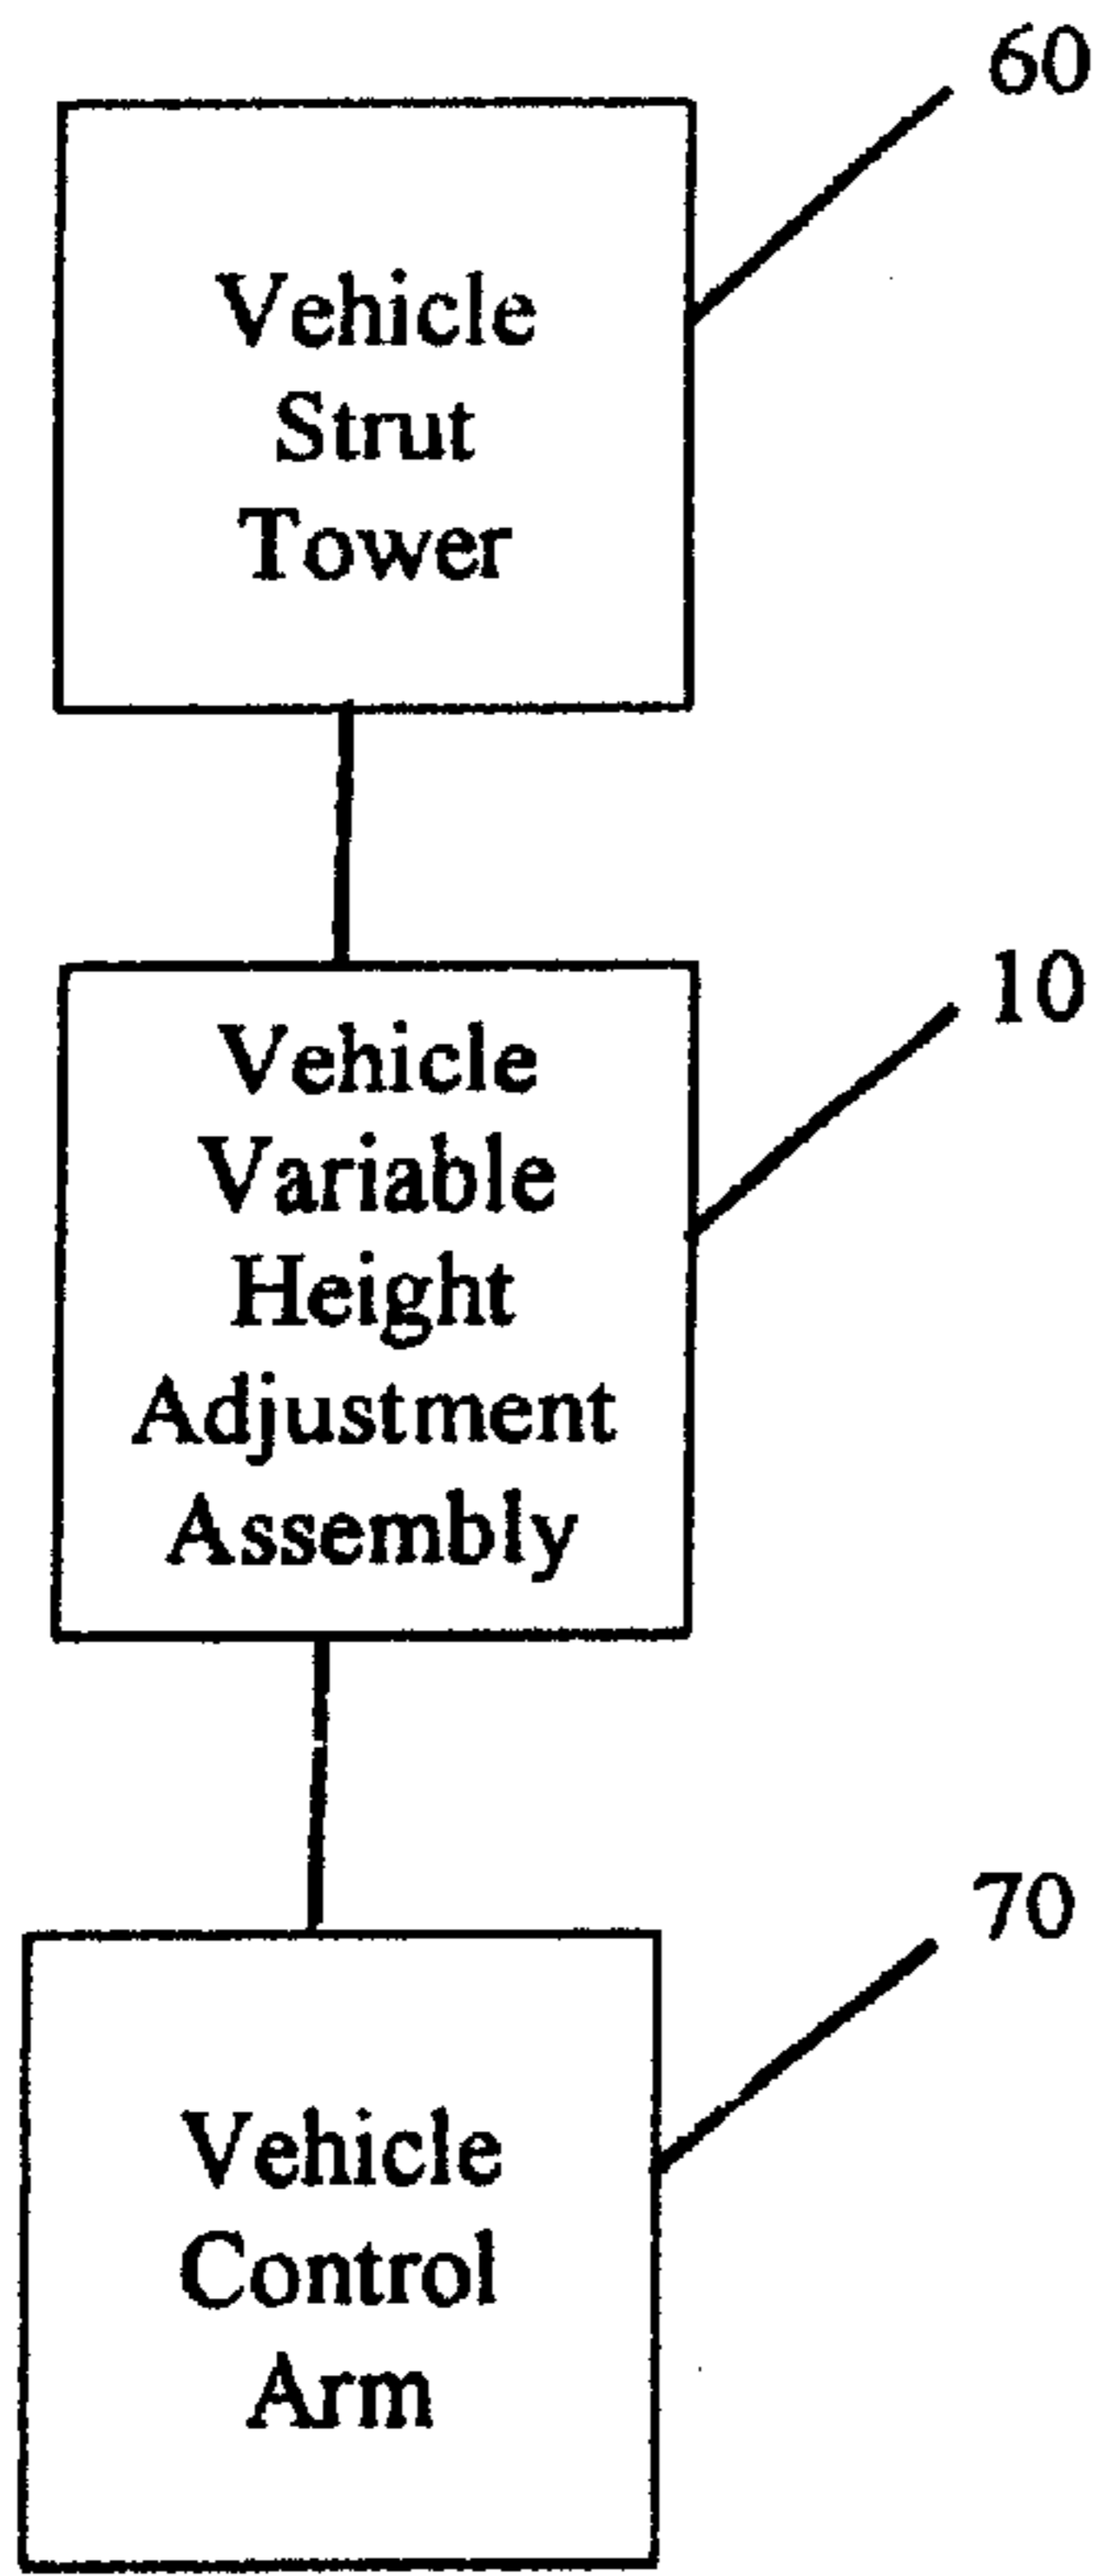 60
Vehicle
Strut
Tower
10
Vehicle
Variable
Height
Adjustment
Assembly
70
Vehicle
Control
Arm